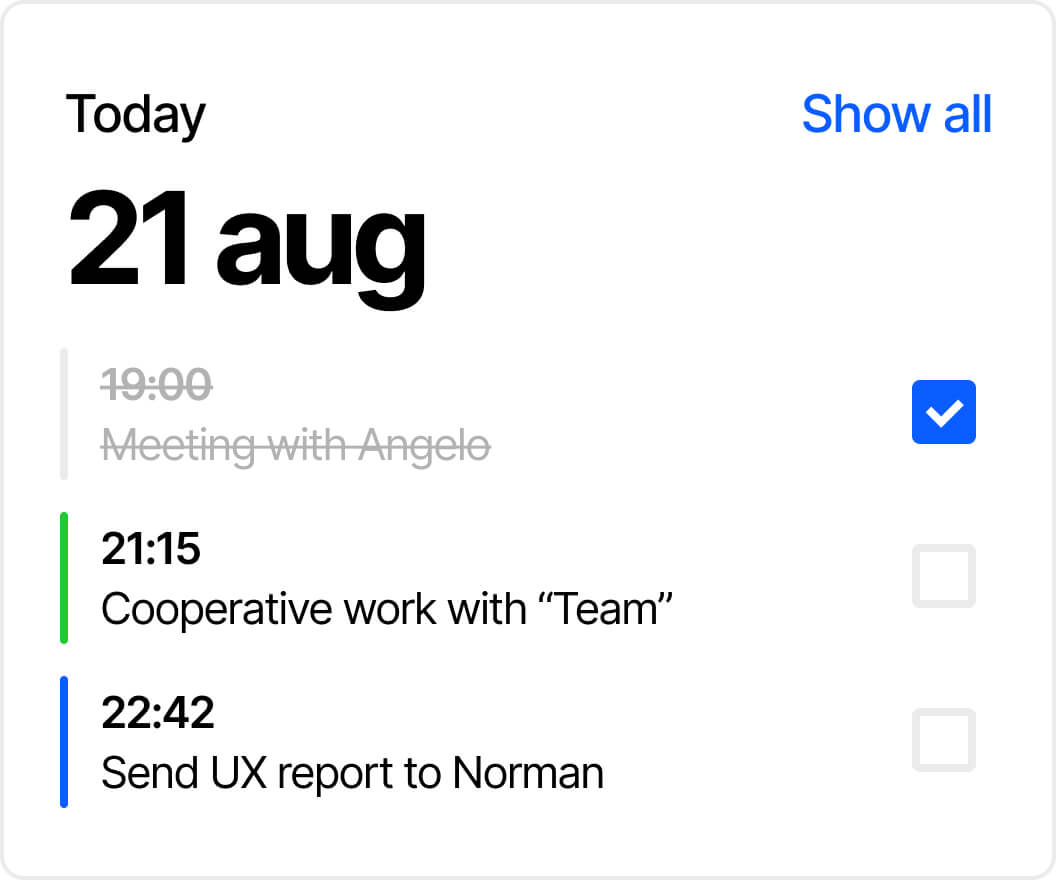 Today
Show all
21 aug
19:00
Meeting with Angelo
21:15
Cooperative work with “Team”
22:42
Send UX report to Norman